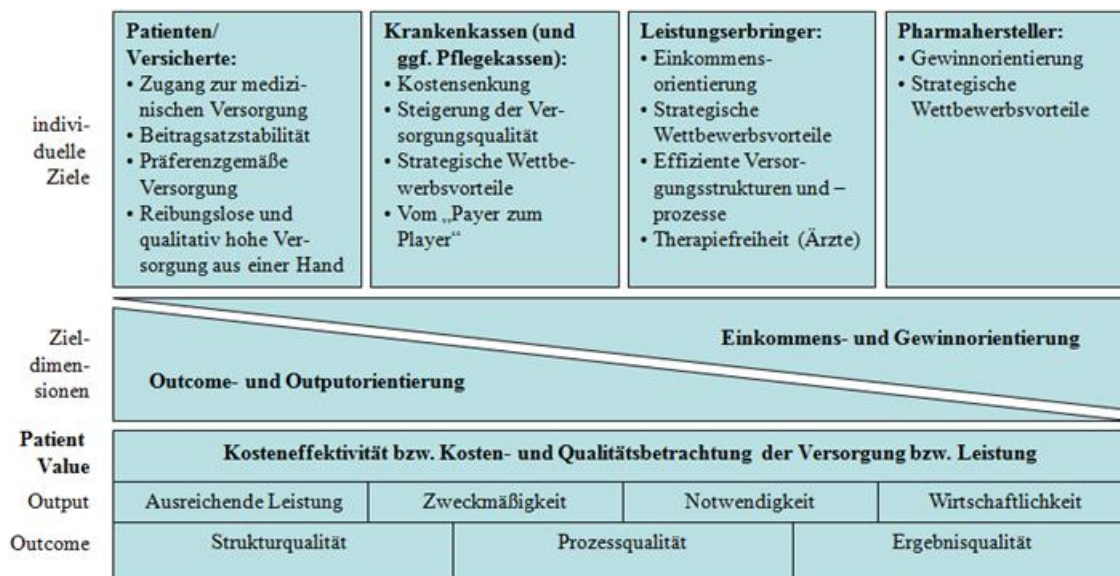 indivi-
duelle
Ziele
Patienten/
Versicherte:
• Zugang zur medizi-
nischen Versorgung
• Beitragsatzstabilität
• Präferenzgemäße
Versorgung
• Reibungslose und
qualitativ hohe Ver-
sorgung aus einer Hand
Krankenkassen (und
ggf. Pflegekassen):
• Kostensenkung
• Steigerung der Ver-
sorgungsqualität
• Strategische Wettbe-
werbsvorteile
• Vom „Payer zum
Player“
Leistungserbringer:
• Einkommens-
orientierung
• Strategische
Wettbewerbsvorteile
• Effiziente Versor-
gungsstrukturen und –
prozesse
• Therapiefreiheit (Ärzte)
Pharmahersteller:
• Gewinnorientierung
• Strategische
Wettbewerbsvorteile
Ziel-
dimen-
sionen
Einkommens- und Gewinnorientierung
Outcome- und Outputorientierung
Patient
Value
Kosteneffektivität bzw. Kosten- und Qualitätsbetrachtung der Versorgung bzw. Leistung
Output
Ausreichende Leistung
Zweckmäßigkeit
Notwendigkeit
Wirtschaftlichkeit
Outcome
Strukturqualität
Prozessqualität
Ergebnisqualität